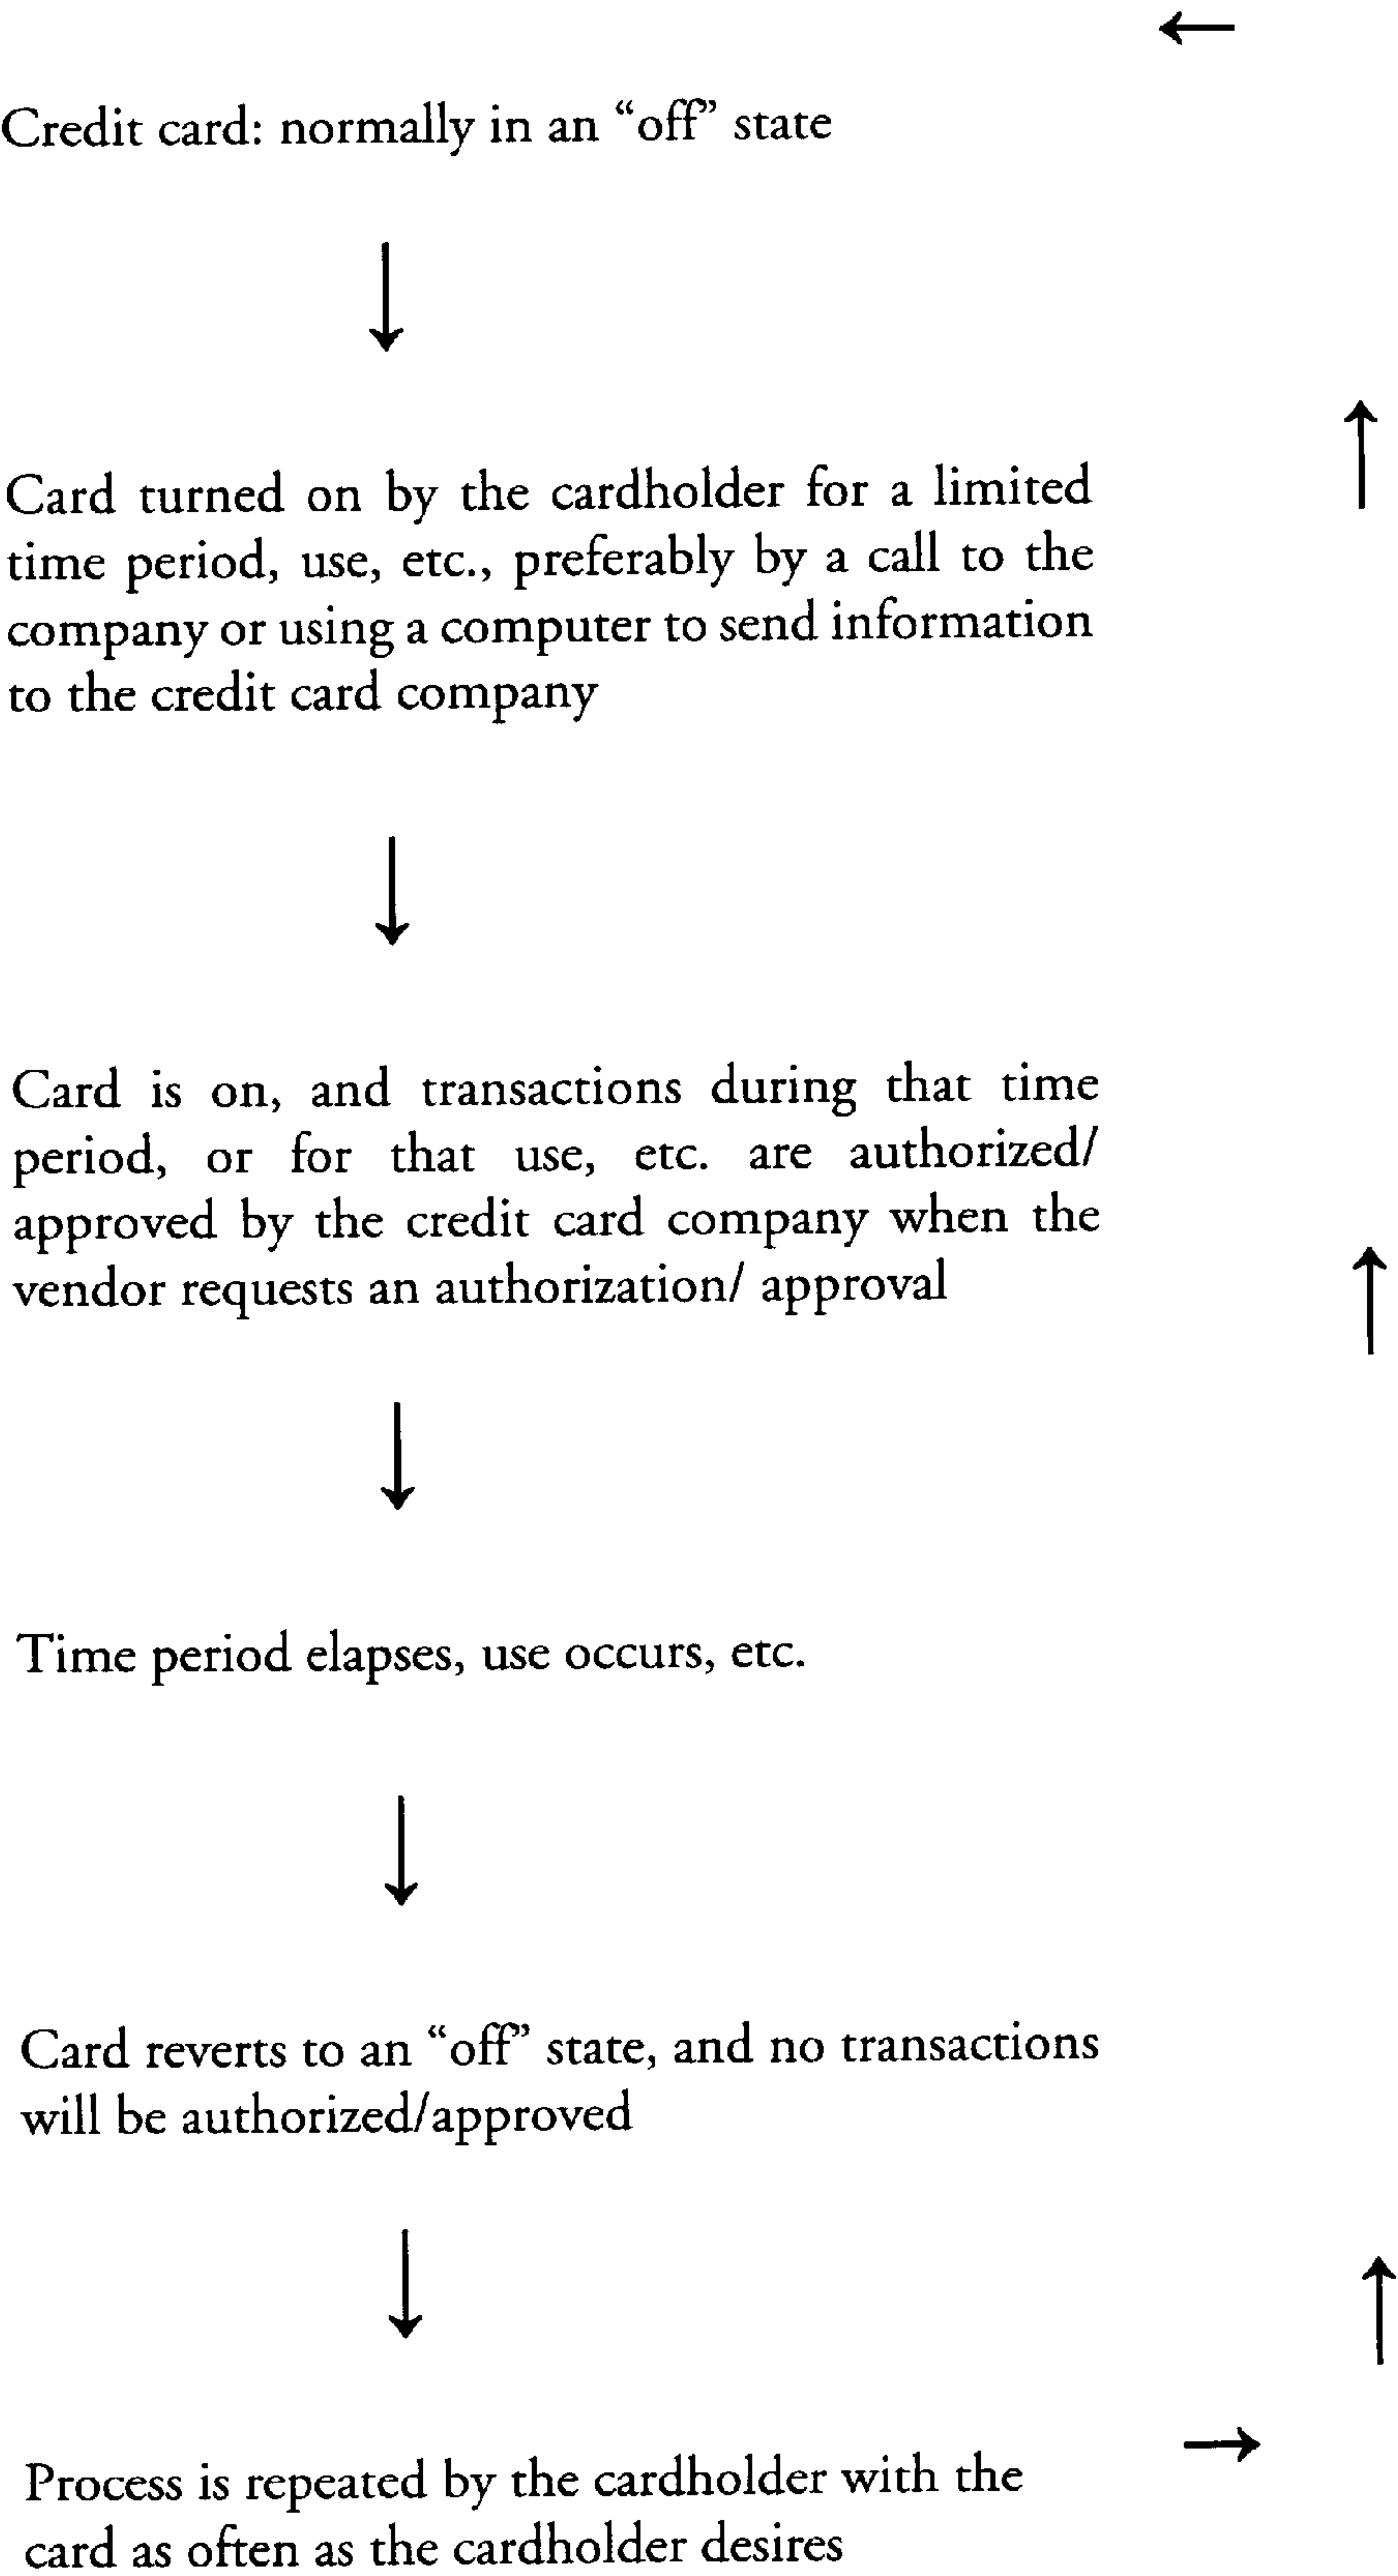 Credit card: normally in an “off” state
Card turned on by the cardholder for a limited
time period, use, etc., preferably by a call to the
company or using a computer to send information
to the credit card company
Card is on, and transactions during that time
period, or for that use, etc. are authorized/
approved by the credit card company when the
vendor requests an authorization/ approval
Time period elapses, use occurs, etc.
Card reverts to an “off” state, and no transactions
will be authorized/approved
Process is repeated by the cardholder with the
card as often as the cardholder desires